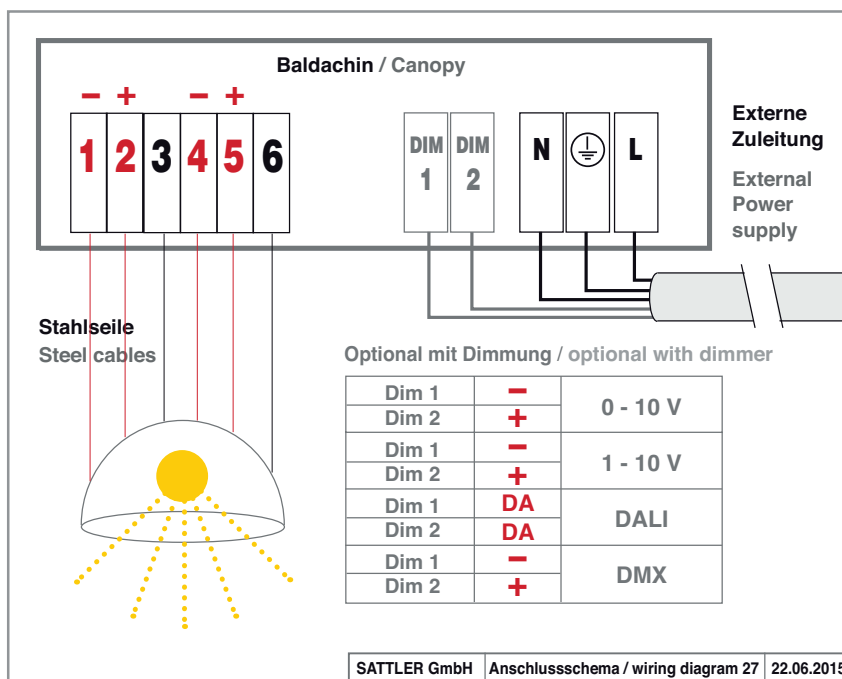 Baldachin / Canopy
− + − +
1 2 3 4 5 6
DIM 1 DIM 2 N L
Externe
Zuleitung
External
Power
supply
Stahlseile
Steel cables
Optional mit Dimmung / optional with dimmer
Dim 1 − 0 - 10 V
Dim 2 +
Dim 1 − 1 - 10 V
Dim 2 +
Dim 1 DA DALI
Dim 2 DA
Dim 1 − DMX
Dim 2 +
SATTLER GmbH Anschlussschema / wiring diagram 27 22.06.2015